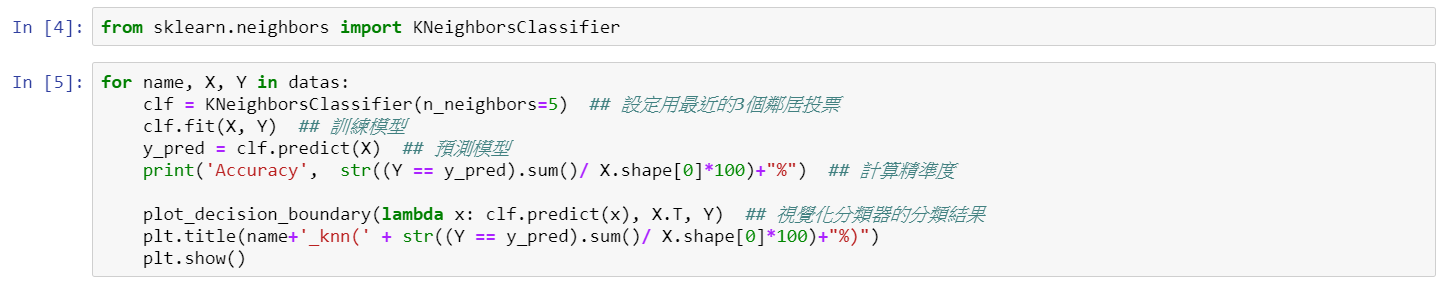 In [4]: from sklearn.neighbors import KNeighborsClassifier
In [5]: for name, X, Y in datas:
    clf = KNeighborsClassifier(n_neighbors=5)  ## 設定用最近的3個鄰居投票
    clf.fit(X, Y)  ## 訓練模型
    y_pred = clf.predict(X)  ## 預測模型
    print('Accuracy',  str((Y == y_pred).sum()/ X.shape[0]*100)+"%")  ## 計算精準度

    plot_decision_boundary(lambda x: clf.predict(x), X.T, Y)  ## 視覺化分類器的分類結果
    plt.title(name+'_knn(' + str((Y == y_pred).sum()/ X.shape[0]*100)+"%)")
    plt.show()